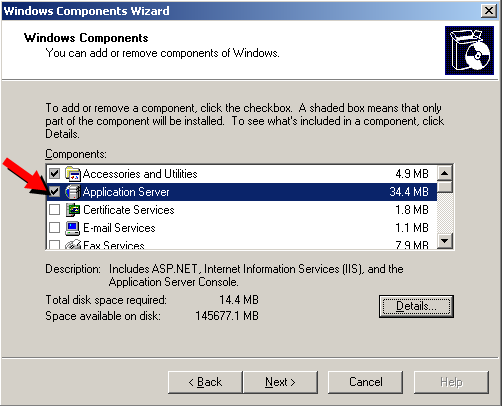 Windows Components Wizard
Windows Components
You can add or remove components of Windows.
To add or remove a component, click the checkbox. A shaded box means that only
part of the component will be installed. To see what's included in a component, click
Details.
Components:
Accessories and Utilities 4.9 MB
Application Server 34.4 MB
Certificate Services 1.8 MB
E-mail Services 1.1 MB
Fax Services 7.9 MB
Description: Includes ASP.NET, Internet Information Services (IIS), and the
Application Server Console.
Total disk space required: 14.4 MB
Space available on disk: 145677.1 MB
Details...
< Back
Next >
Cancel
Help